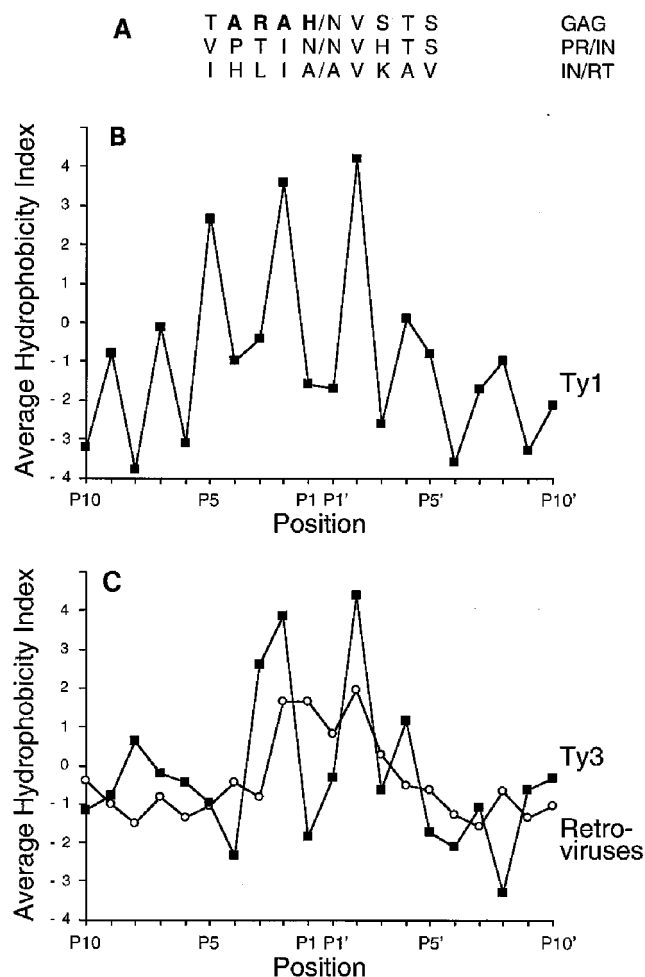 A
T A R A H/N V S T S GAG
V P T I N/N V H T S PR/IN
I H L I A/A V K A V IN/RT
B
Average Hydrophobicity Index
4
3
2
1
0
- 1
- 2
- 3
- 4
Ty1
P10 P5 P1 P1' P5' P10'
Position
C
Average Hydrophobicity Index
4
3
2
1
0
- 1
- 2
- 3
- 4
Ty3
Retro-
viruses
P10 P5 P1 P1' P5' P10'
Position